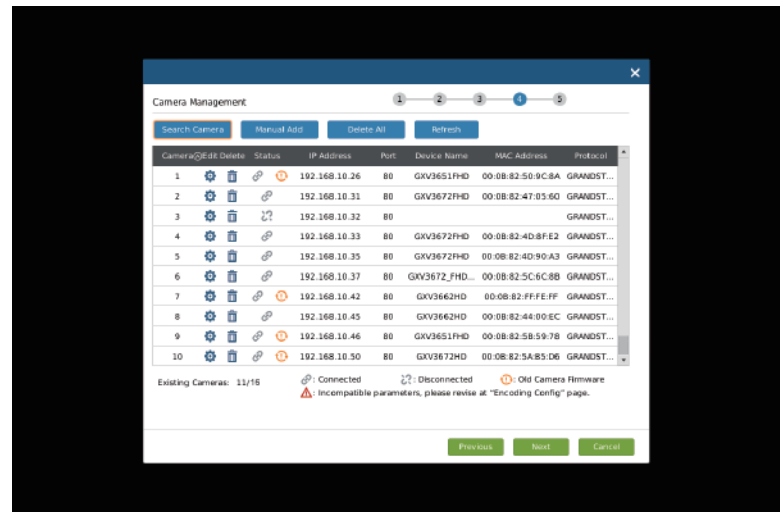 Camera Management 1 2 3 4 5
Search Camera Manual Add Delete All Refresh
Camera Edit Delete Status IP Address Port Device Name MAC Address Protocol
1 192.168.10.26 80 GXV3651FHD 00:0B:82:50:9C:8A GRANDST...
2 192.168.10.31 80 GXV3672FHD 00:0B:82:47:05:60 GRANDST...
3 192.168.10.32 80 GRANDST...
4 192.168.10.33 80 GXV3672FHD 00:0B:82:4D:8F:E2 GRANDST...
5 192.168.10.35 80 GXV3672FHD 00:0B:82:4D:90:A3 GRANDST...
6 192.168.10.37 80 GXV3672_FHD... 00:0B:82:5C:6C:8B GRANDST...
7 192.168.10.42 80 GXV3662HD 00:0B:82:FF:FE:FF GRANDST...
8 192.168.10.45 80 GXV3662HD 00:0B:82:44:00:EC GRANDST...
9 192.168.10.46 80 GXV3651FHD 00:0B:82:5B:59:78 GRANDST...
10 192.168.10.50 80 GXV3672HD 00:0B:82:5A:B5:D6 GRANDST...
Existing Cameras: 11/16 : Connected : Disconnected : Old Camera Firmware
: Incompatible parameters, please revise at "Encoding Config" page.
Previous Next Cancel